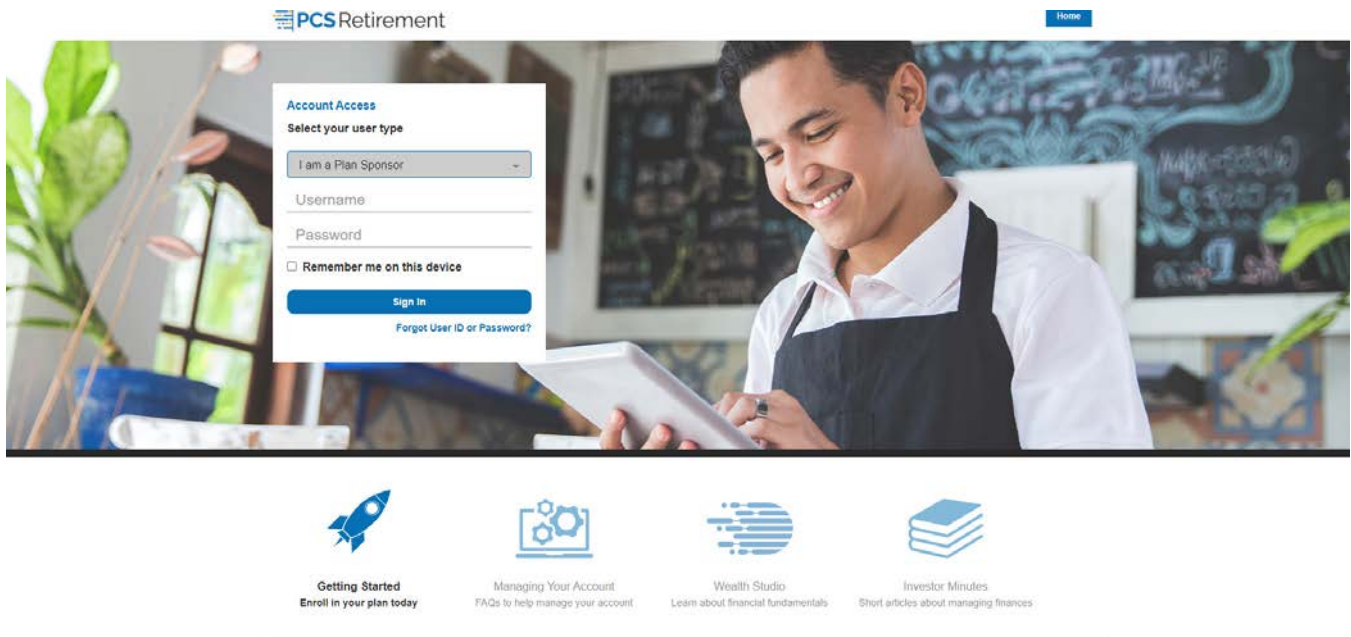 PCS Retirement
Home
Account Access
Select your user type
I am a Plan Sponsor
Username
Password
Remember me on this device
Sign In
Forgot User ID or Password?
Getting Started
Enroll in your plan today
Managing Your Account
FAQs to help manage your account
Wealth Studio
Learn about financial fundamentals
Investor Minutes
Short articles about managing finances